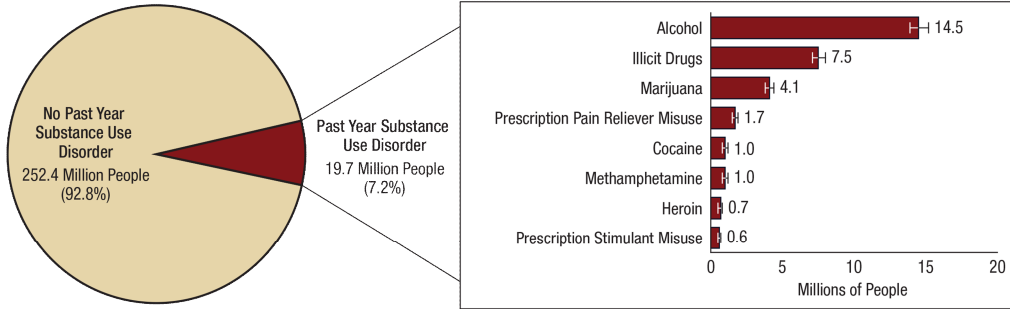 No Past Year
Substance Use
Disorder
252.4 Million People
(92.8%)
Past Year Substance
Use Disorder
19.7 Million People
(7.2%)
Alcohol 14.5
Illicit Drugs 7.5
Marijuana 4.1
Prescription Pain Reliever Misuse 1.7
Cocaine 1.0
Methamphetamine 1.0
Heroin 0.7
Prescription Stimulant Misuse 0.6
0 5 10 15 20
Millions of People